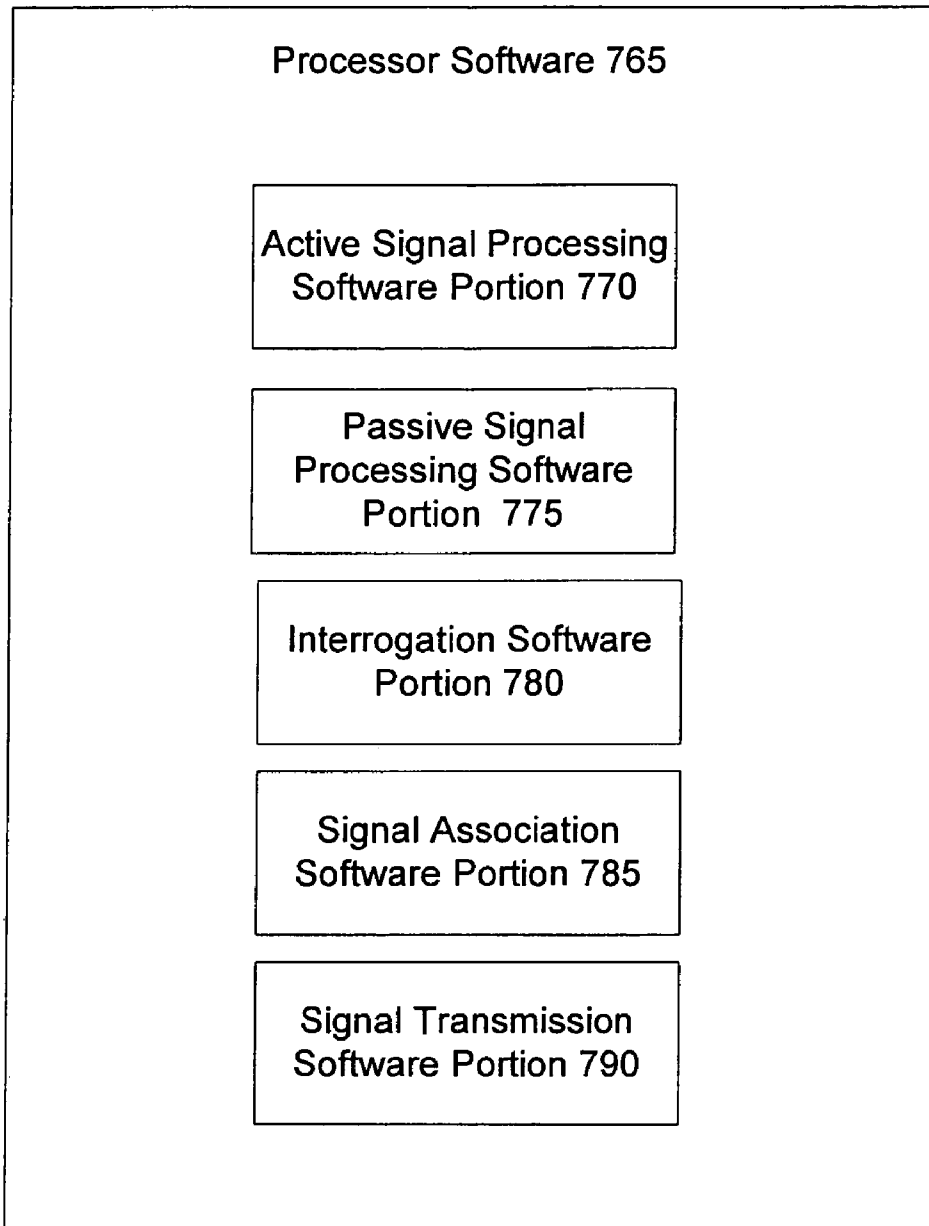 Processor Software 765
Active Signal Processing
Software Portion 770
Passive Signal
Processing Software
Portion 775
Interrogation Software
Portion 780
Signal Association
Software Portion 785
Signal Transmission
Software Portion 790